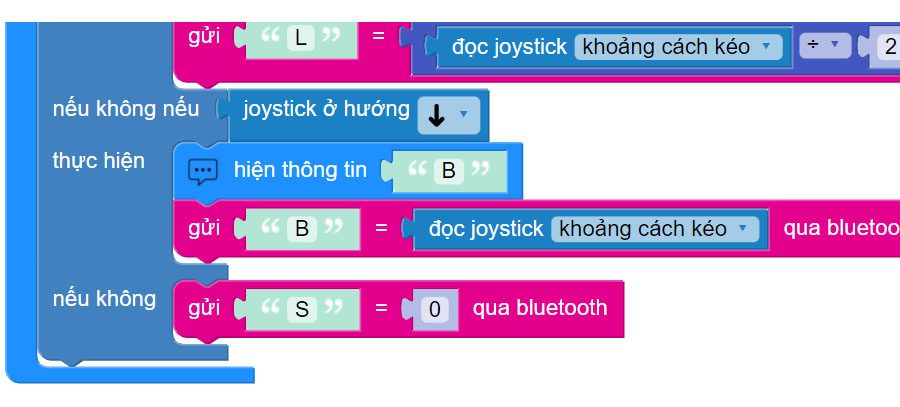 gửi “ L ” = đọc joystick khoảng cách kéo ÷ 2
nếu không nếu joystick ở hướng ↓
thực hiện hiện thông tin “ B ”
gửi “ B ” = đọc joystick khoảng cách kéo qua bluetoo
nếu không gửi “ S ” = 0 qua bluetooth